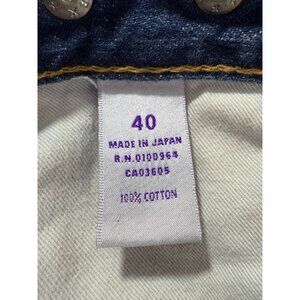 40
MADE IN JAPAN
R.N.0100964
CA03605
100% COTTON